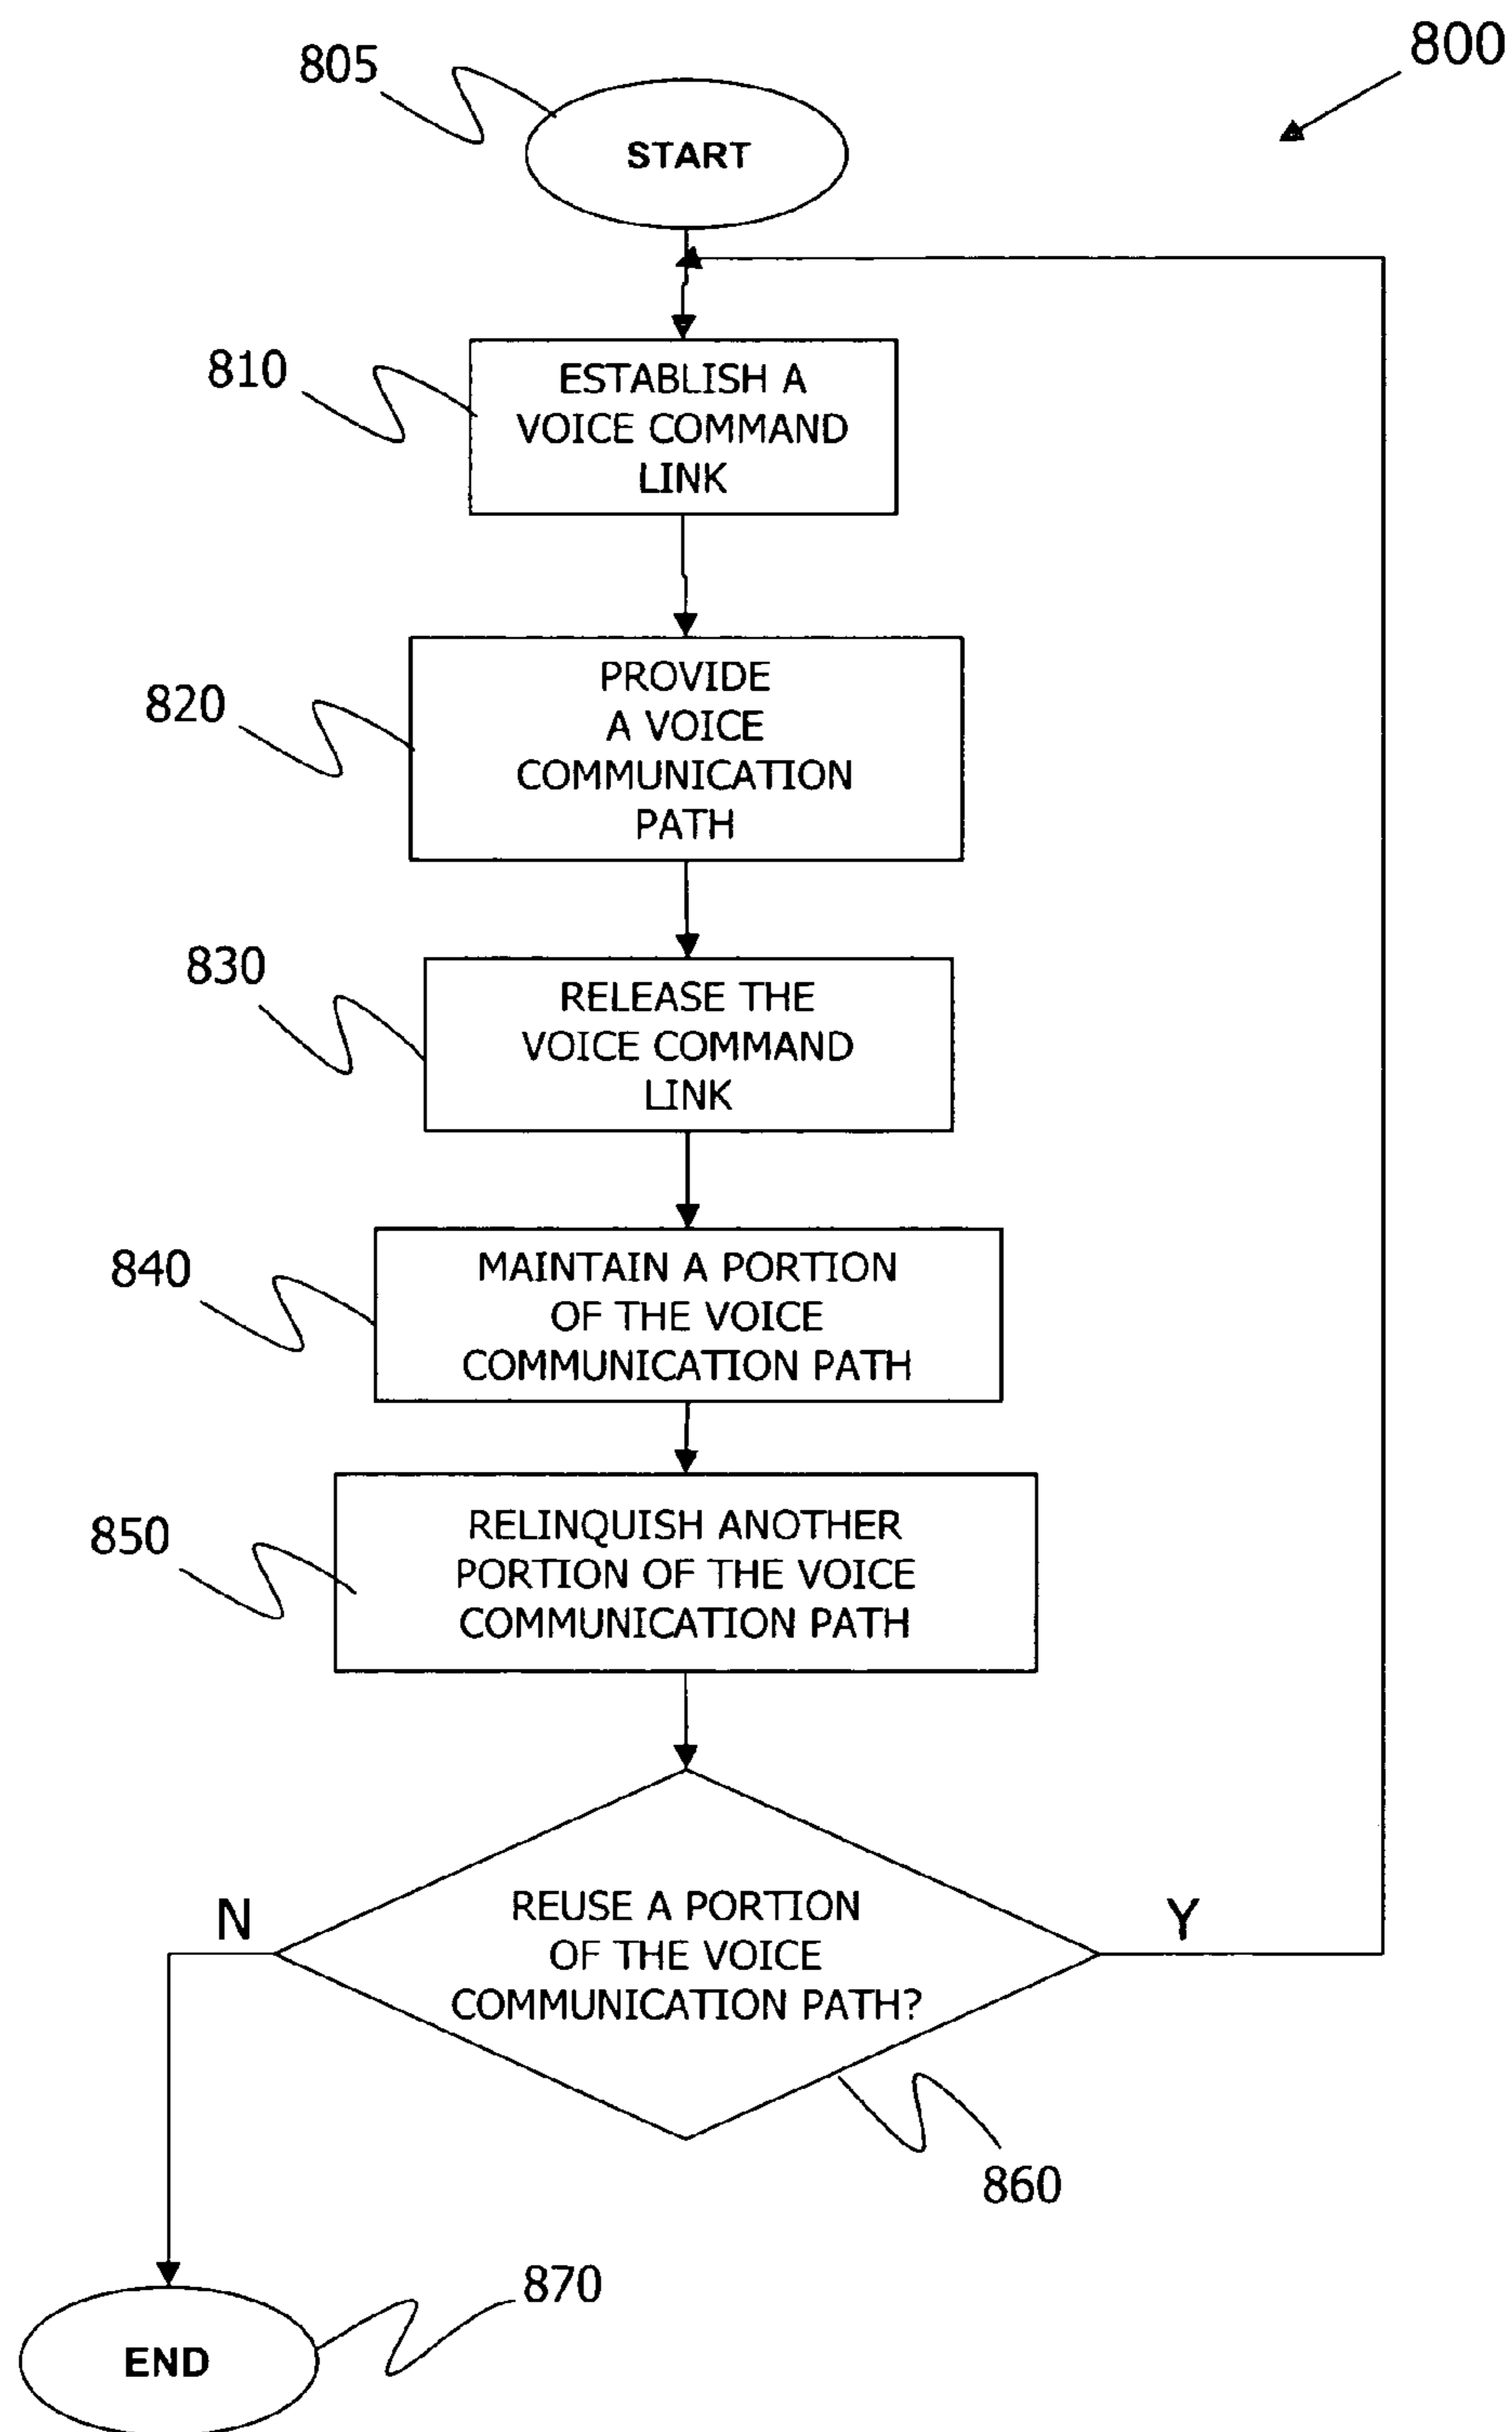 800
805
START
810
ESTABLISH A
VOICE COMMAND
LINK
820
PROVIDE
A VOICE
COMMUNICATION
PATH
830
RELEASE THE
VOICE COMMAND
LINK
840
MAINTAIN A PORTION
OF THE VOICE
COMMUNICATION PATH
850
RELINQUISH ANOTHER
PORTION OF THE VOICE
COMMUNICATION PATH
N
REUSE A PORTION
OF THE VOICE
COMMUNICATION PATH?
Y
860
870
END